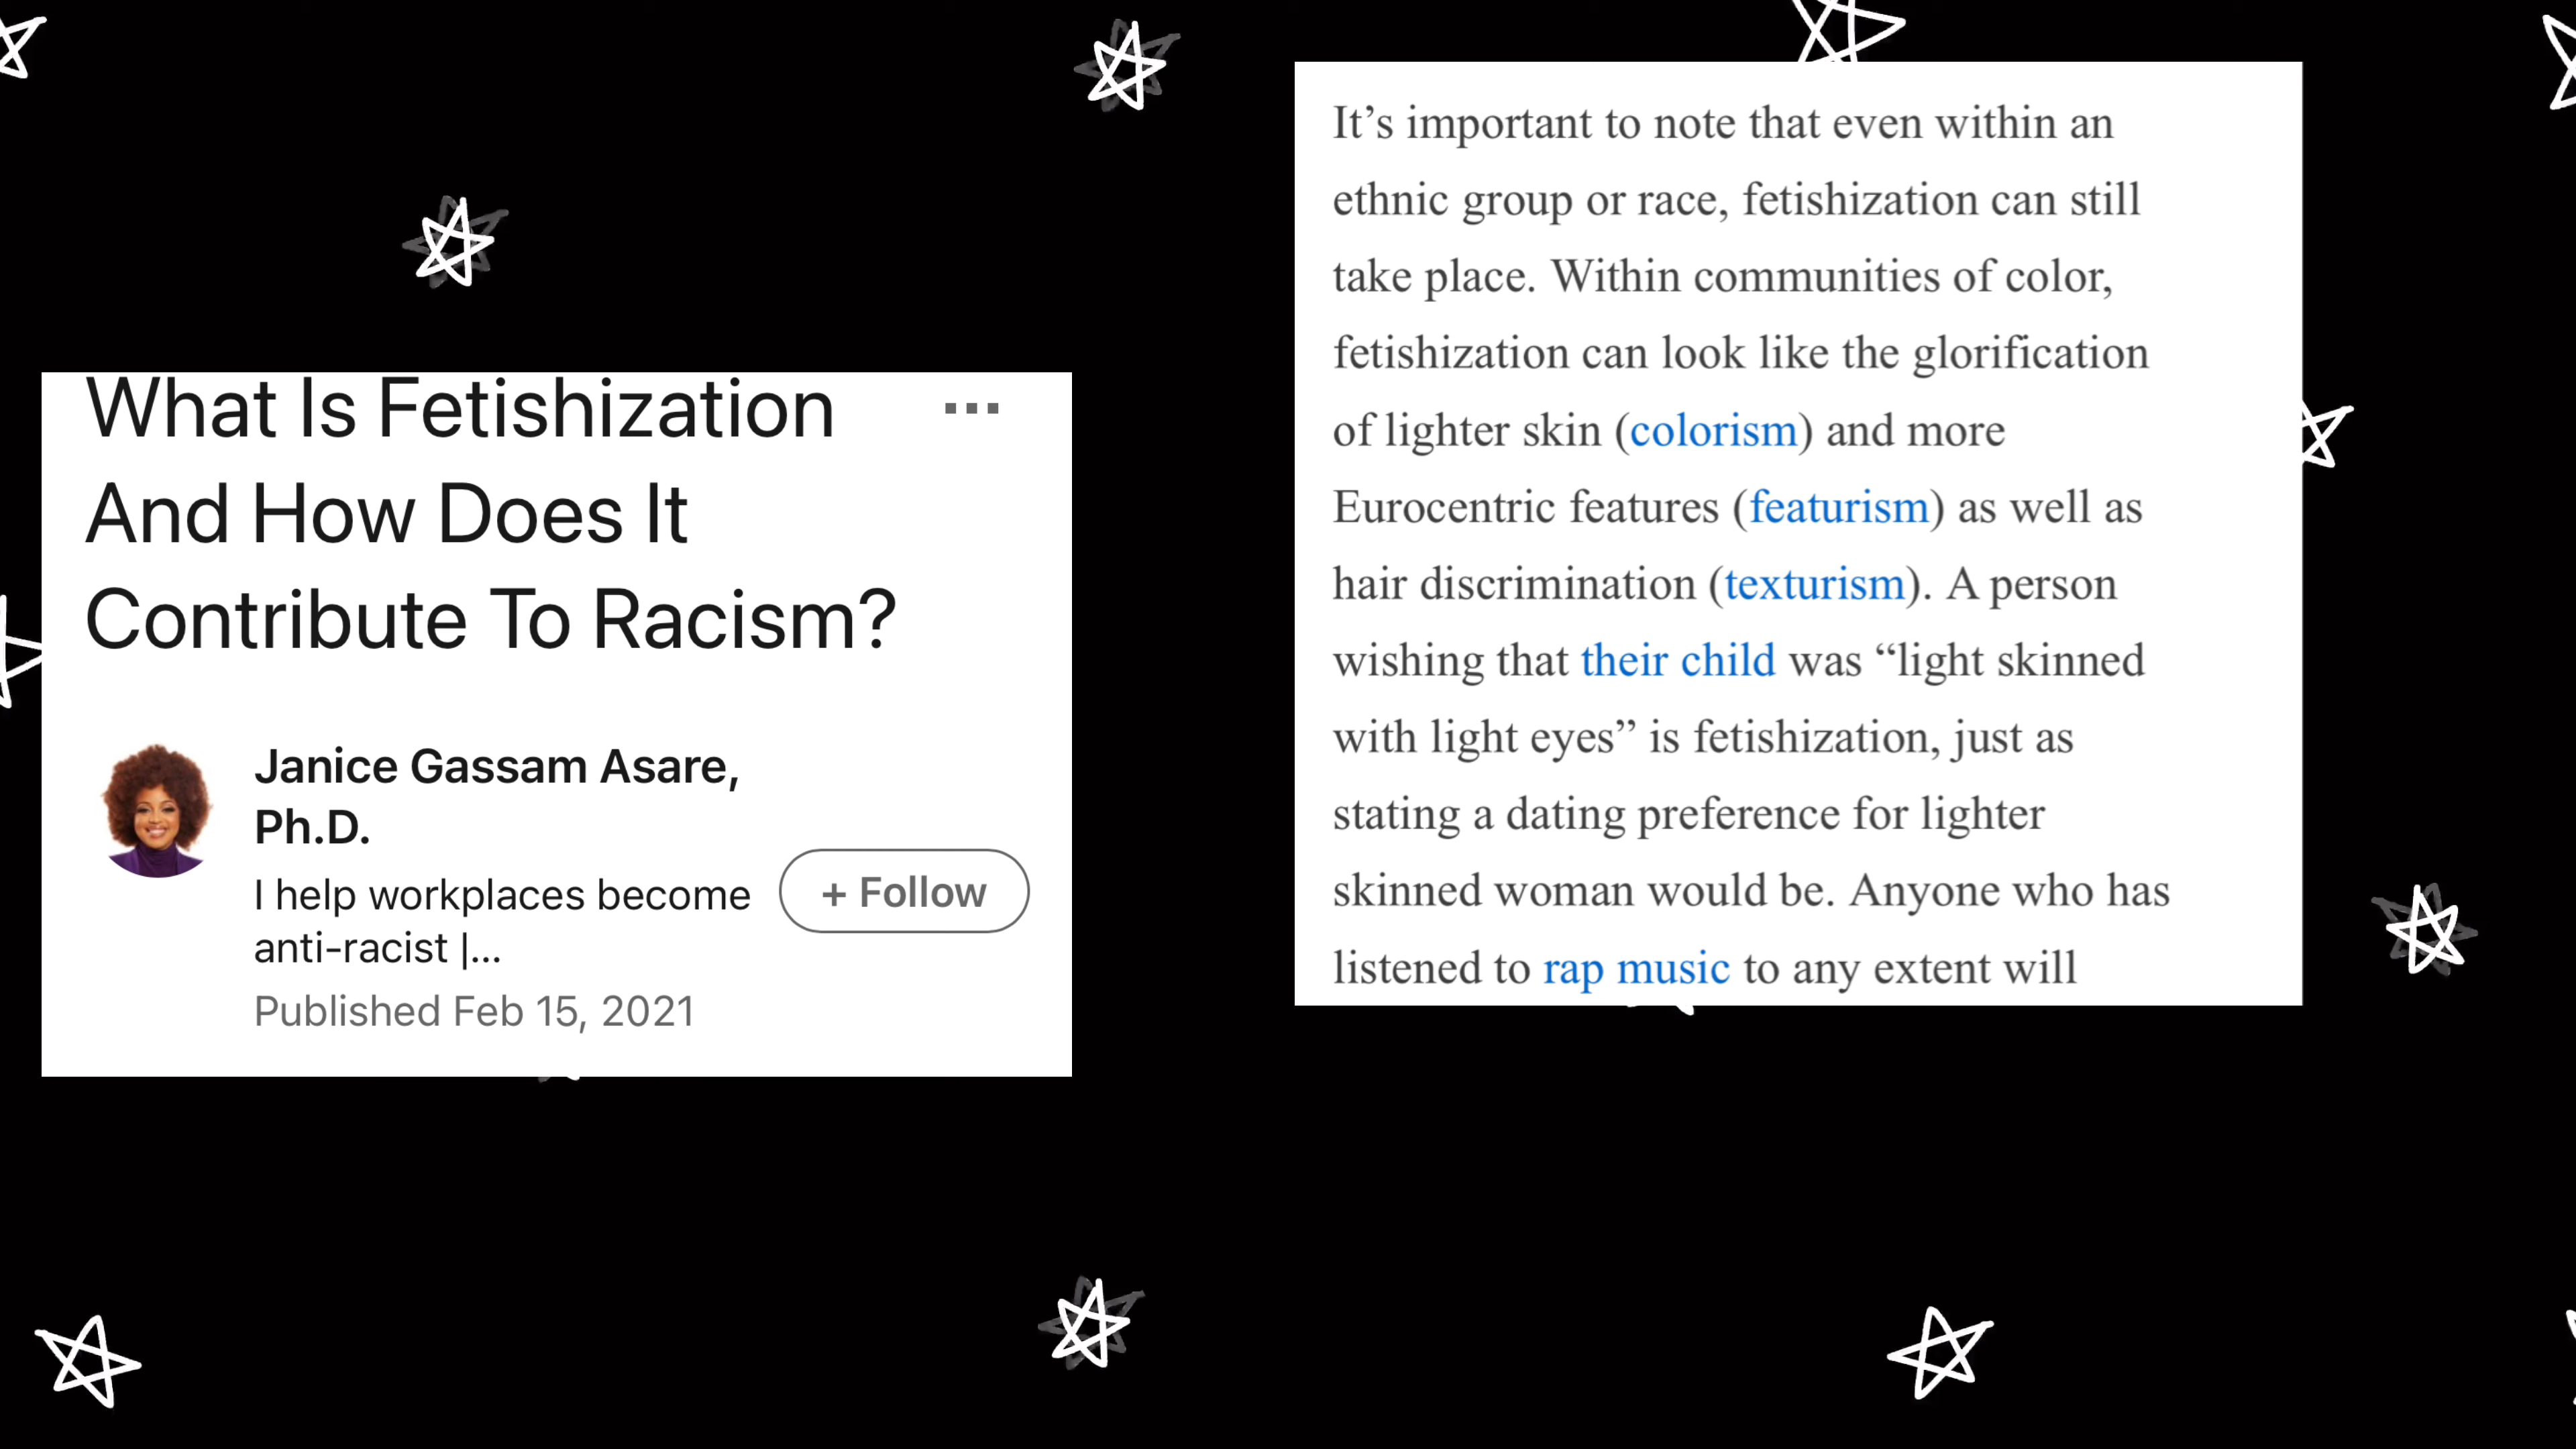 What Is Fetishization
And How Does It
Contribute To Racism?
Janice Gassam Asare,
Ph.D.
I help workplaces become
anti-racist |...
+ Follow
Published Feb 15, 2021
It’s important to note that even within an
ethnic group or race, fetishization can still
take place. Within communities of color,
fetishization can look like the glorification
of lighter skin (colorism) and more
Eurocentric features (featurism) as well as
hair discrimination (texturism). A person
wishing that their child was “light skinned
with light eyes” is fetishization, just as
stating a dating preference for lighter
skinned woman would be. Anyone who has
listened to rap music to any extent will